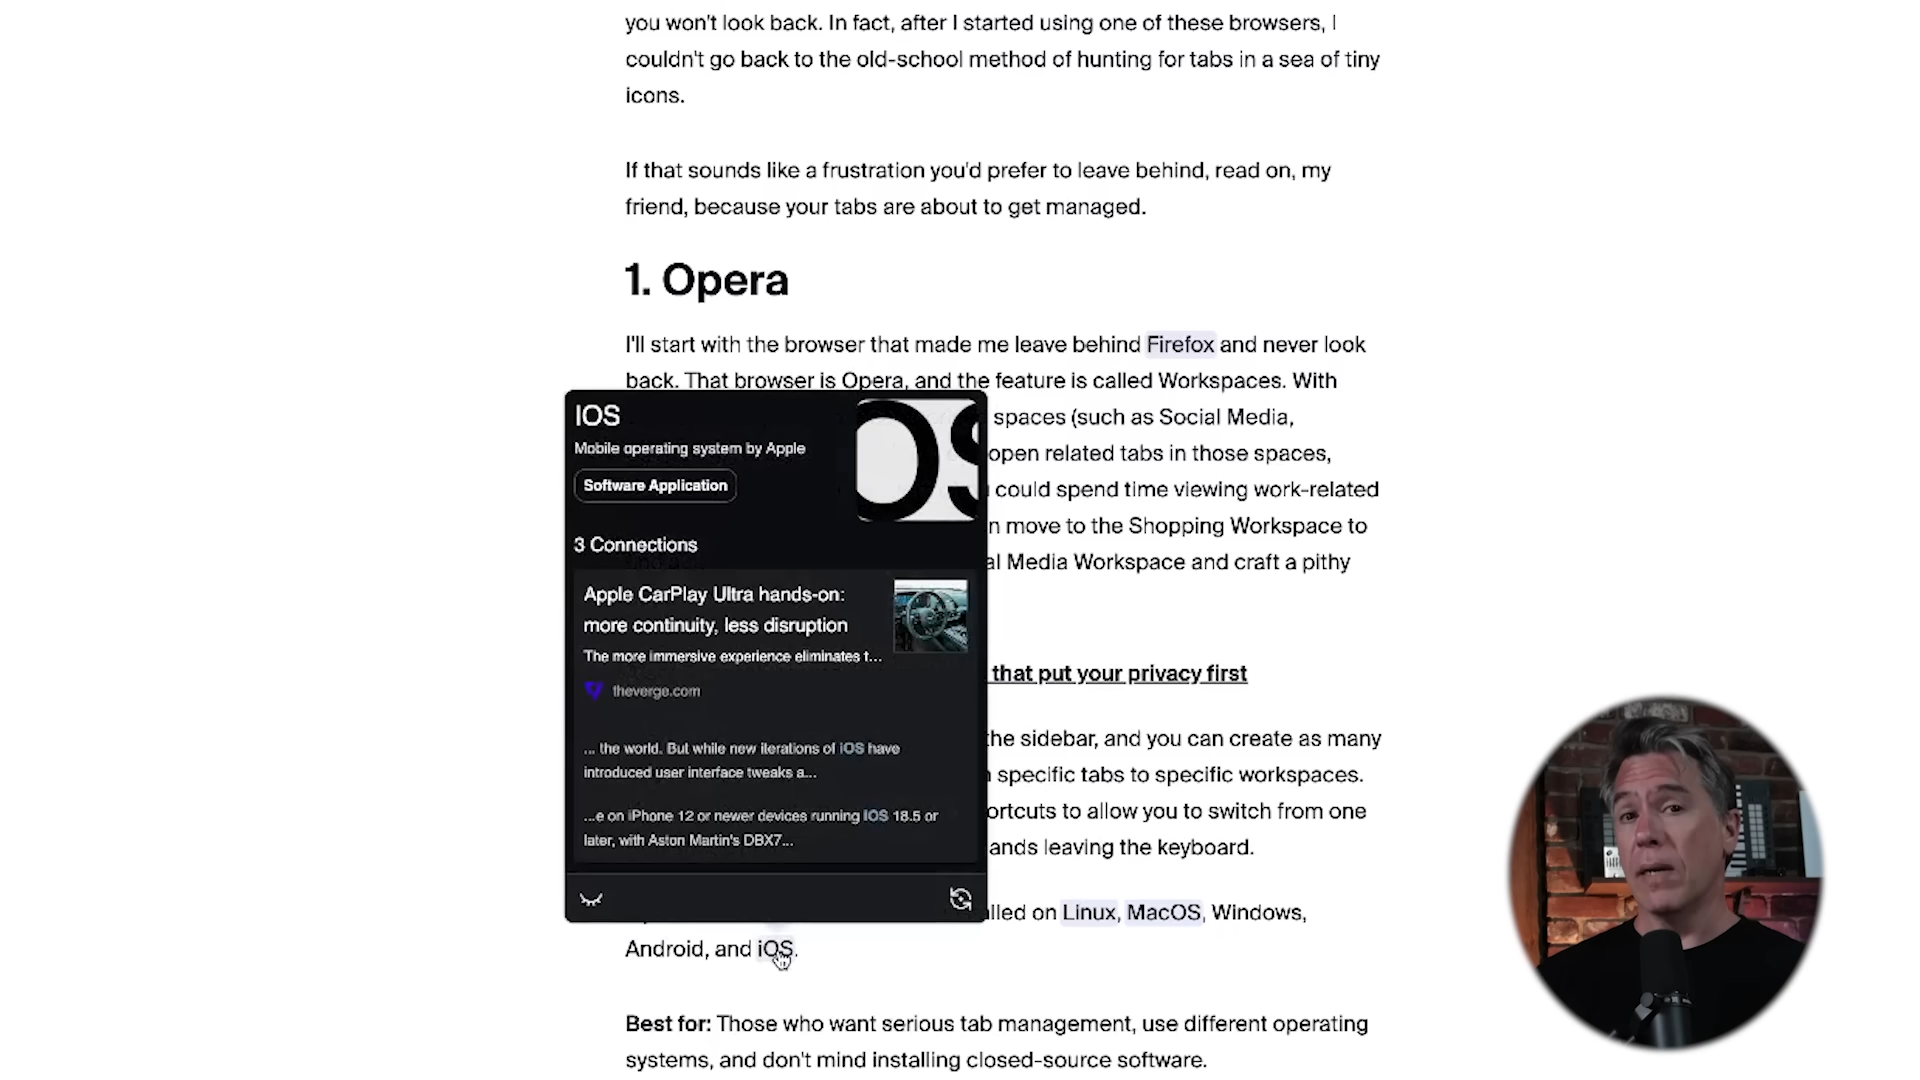 you won't look back. In fact, after I started using one of these browsers, I
couldn't go back to the old-school method of hunting for tabs in a sea of tiny
icons.
If that sounds like a frustration you'd prefer to leave behind, read on, my
friend, because your tabs are about to get managed.
1. Opera
I'll start with the browser that made me leave behind Firefox and never look
back. That browser is Opera, and the feature is called Workspaces. With
spaces (such as Social Media,
open related tabs in those spaces,
could spend time viewing work-related
move to the Shopping Workspace to
Media Workspace and craft a pithy
that put your privacy first
the sidebar, and you can create as many
specific tabs to specific workspaces.
to allow you to switch from one
leaving the keyboard.
on Linux, MacOS, Windows,
Android, and iOS.
Best for: Those who want serious tab management, use different operating
systems, and don't mind installing closed-source software.
IOS
Mobile operating system by Apple
Software Application
OS
3 Connections
Apple CarPlay Ultra hands-on:
more continuity, less disruption
The more immersive experience eliminates t...
theverge.com
... the world. But while new iterations of iOS have
introduced user interface tweaks a...
...e on iPhone 12 or newer devices running IOS 18.5 or
later, with Aston Martin's DBX7...